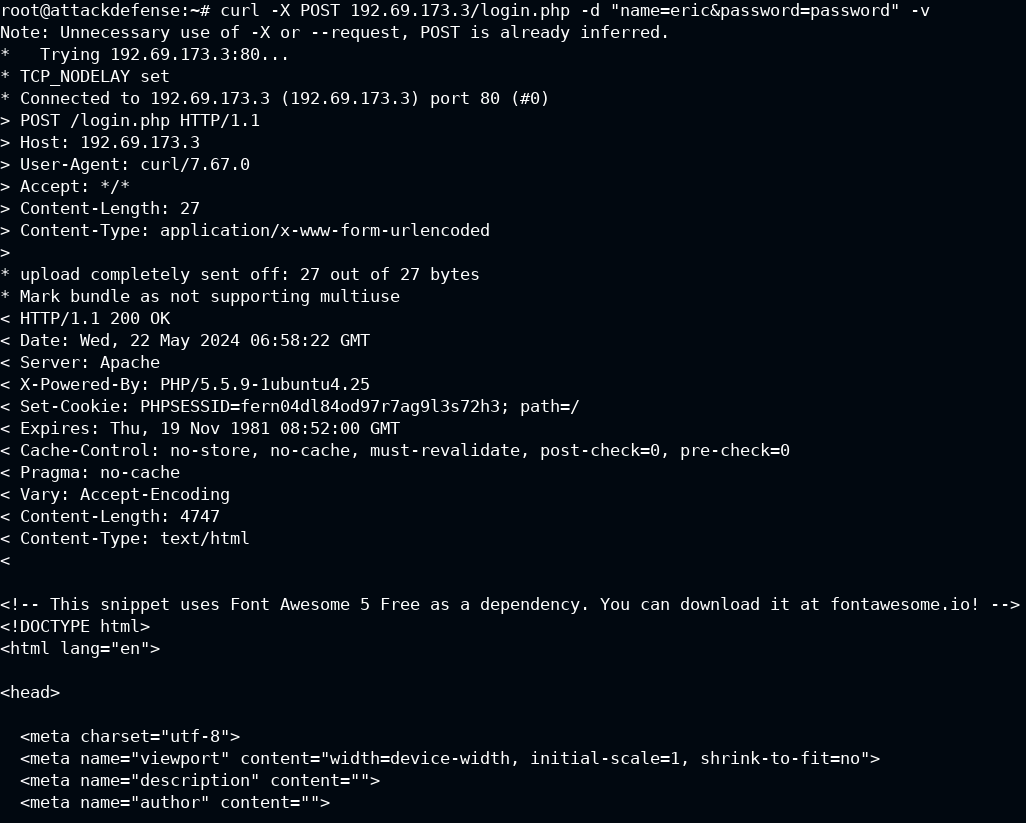 root@attackdefense:~# curl -X POST 192.69.173.3/login.php -d "name=eric&password=password" -v
Note: Unnecessary use of -X or --request, POST is already inferred.
*   Trying 192.69.173.3:80...
* TCP_NODELAY set
* Connected to 192.69.173.3 (192.69.173.3) port 80 (#0)
> POST /login.php HTTP/1.1
> Host: 192.69.173.3
> User-Agent: curl/7.67.0
> Accept: */*
> Content-Length: 27
> Content-Type: application/x-www-form-urlencoded
>
* upload completely sent off: 27 out of 27 bytes
* Mark bundle as not supporting multiuse
< HTTP/1.1 200 OK
< Date: Wed, 22 May 2024 06:58:22 GMT
< Server: Apache
< X-Powered-By: PHP/5.5.9-1ubuntu4.25
< Set-Cookie: PHPSESSID=fern04dl84od97r7ag9l3s72h3; path=/
< Expires: Thu, 19 Nov 1981 08:52:00 GMT
< Cache-Control: no-store, no-cache, must-revalidate, post-check=0, pre-check=0
< Pragma: no-cache
< Vary: Accept-Encoding
< Content-Length: 4747
< Content-Type: text/html
<
<!-- This snippet uses Font Awesome 5 Free as a dependency. You can download it at fontawesome.io! -->
<!DOCTYPE html>
<html lang="en">
<head>
  <meta charset="utf-8">
  <meta name="viewport" content="width=device-width, initial-scale=1, shrink-to-fit=no">
  <meta name="description" content="">
  <meta name="author" content="">